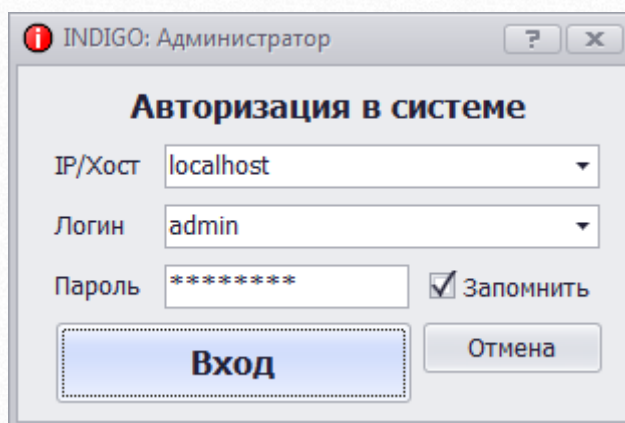 INDIGO: Администратор
Авторизация в системе
IP/Хост localhost
Логин admin
Пароль ******** Запомнить
Вход Отмена